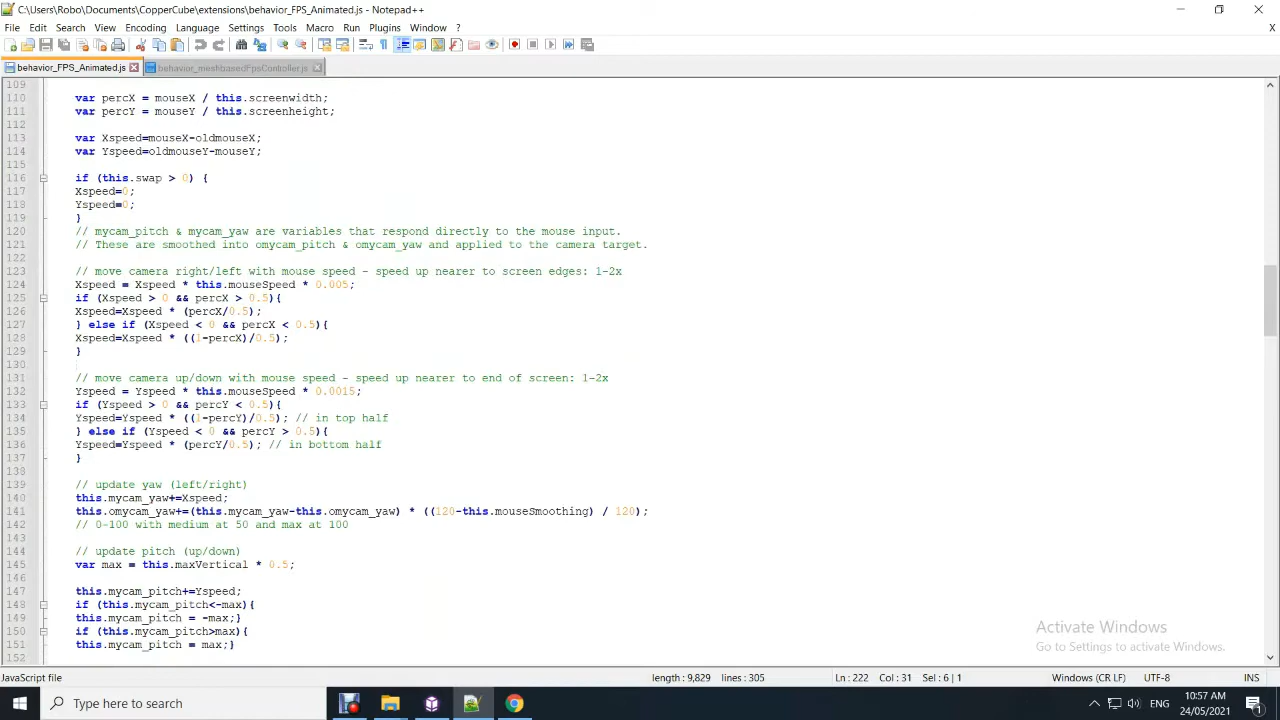 C:\Users\Robo\Documents\CopperCube\extensions\behavior_FPS_Animated.js - Notepad++
File Edit Search View Encoding Language Settings Tools Macro Run Plugins Window ?
X
behavior_FPS_Animated.js behavior_meshbasedFpsController.js
109
110 var percX = mouseX / this.screenwidth;
111 var percY = mouseY / this.screenheight;
112
113 var Xspeed=mouseX-oldmouseX;
114 var Yspeed=oldmouseY-mouseY;
115
116 if (this.swap > 0) {
117 Xspeed=0;
118 Yspeed=0;
119 }
120 // mycam_pitch & mycam_yaw are variables that respond directly to the mouse input.
121 // These are smoothed into omycam_pitch & omycam_yaw and applied to the camera target.
122
123 // move camera right/left with mouse speed - speed up nearer to screen edges: 1-2x
124 Xspeed = Xspeed * this.mouseSpeed * 0.005;
125 if (Xspeed > 0 && percX > 0.5){
126 Xspeed=Xspeed * (percX/0.5);
127 } else if (Xspeed < 0 && percX < 0.5){
128 Xspeed=Xspeed * ((1-percX)/0.5);
129 }
130
131 // move camera up/down with mouse speed - speed up nearer to end of screen: 1-2x
132 Yspeed = Yspeed * this.mouseSpeed * 0.0015;
133 if (Yspeed > 0 && percY < 0.5){
134 Yspeed=Yspeed * ((1-percY)/0.5); // in top half
135 } else if (Yspeed < 0 && percY > 0.5){
136 Yspeed=Yspeed * (percY/0.5); // in bottom half
137 }
138
139 // update yaw (left/right)
140 this.mycam_yaw+=Xspeed;
141 this.omycam_yaw+=(this.mycam_yaw-this.omycam_yaw) * ((120-this.mouseSmoothing) / 120);
142 // 0-100 with medium at 50 and max at 100
143
144 // update pitch (up/down)
145 var max = this.maxVertical * 0.5;
146
147 this.mycam_pitch+=Yspeed;
148 if (this.mycam_pitch<-max){
149 this.mycam_pitch = -max;}
150 if (this.mycam_pitch>max){
151 this.mycam_pitch = max;}
152
Activate Windows
Go to Settings to activate Windows.
JavaScript file length : 9,829 lines : 305 Ln : 222 Col : 31 Sel : 6 | 1 Windows (CR LF) UTF-8 INS
Type here to search
ENG
10:57 AM
24/05/2021
1